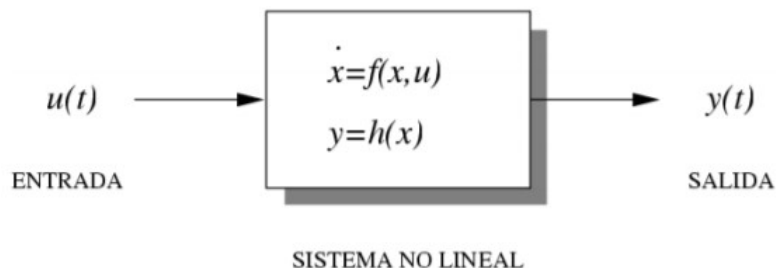 ẋ=f(x,u)
u(t)
y(t)
y=h(x)
ENTRADA
SALIDA
SISTEMA NO LINEAL